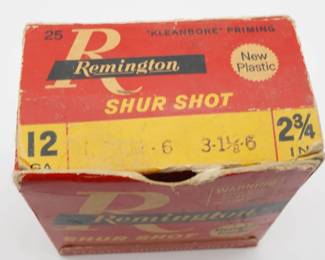 25 "KLEANBORE" PRIMING
R
Remington
New
Plastic
SHUR SHOT
12
GA
- 6 3-1⅛-6
2¾
IN
WARNING
Remington
SHUR SHOT